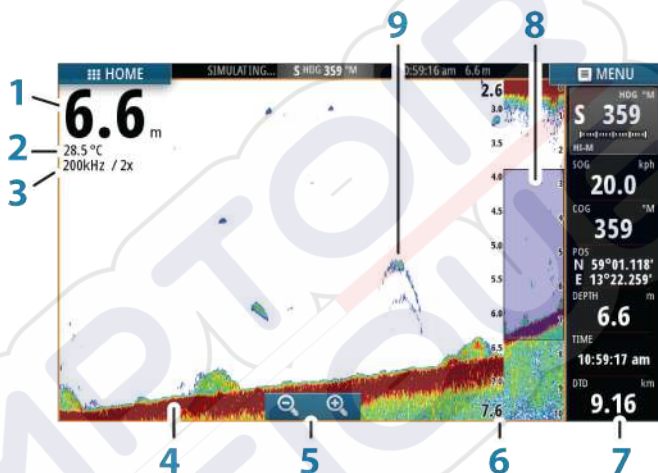 9
8
HOME
SIMULATING...
S HDG 359 °M
10:59:16 am 6.6 m
MENU
1
6.6 m
2
28.5 °C
3
200kHz / 2x
2.6
3.0
3.5
4.0
4.5
5.0
5.5
6.0
6.5
7.0
7.6
HDG °M
S 359
HI-M
SOG kph
20.0
COG °M
359
POS
N 59°01.118'
E 13°22.259'
DEPTH m
6.6
TIME
10:59:17 am
DTD km
9.16
4
5
6
7